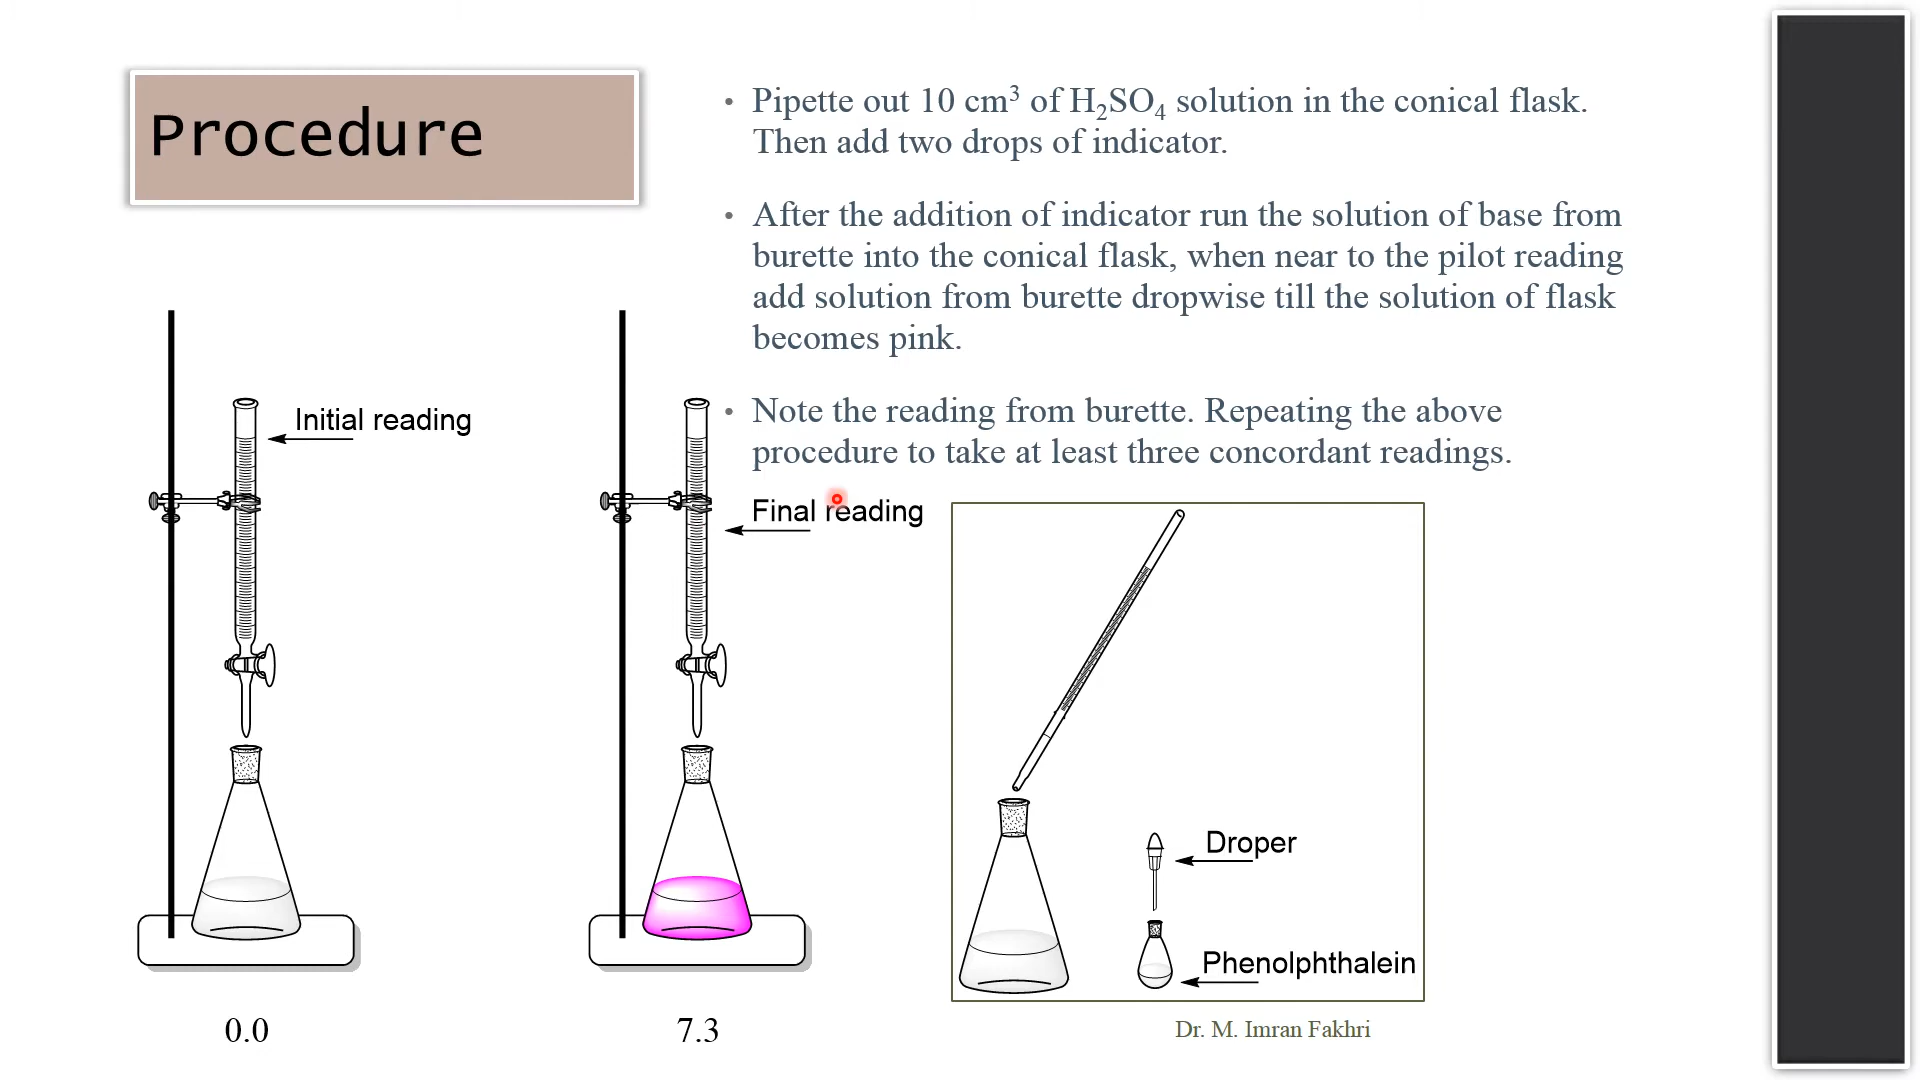 Procedure
• Pipette out 10 cm³ of H₂SO₄ solution in the conical flask.
Then add two drops of indicator.
• After the addition of indicator run the solution of base from
burette into the conical flask, when near to the pilot reading
add solution from burette dropwise till the solution of flask
becomes pink.
• Note the reading from burette. Repeating the above
procedure to take at least three concordant readings.
Initial reading
Final reading
Droper
Phenolphthalein
0.0
7.3
Dr. M. Imran Fakhri